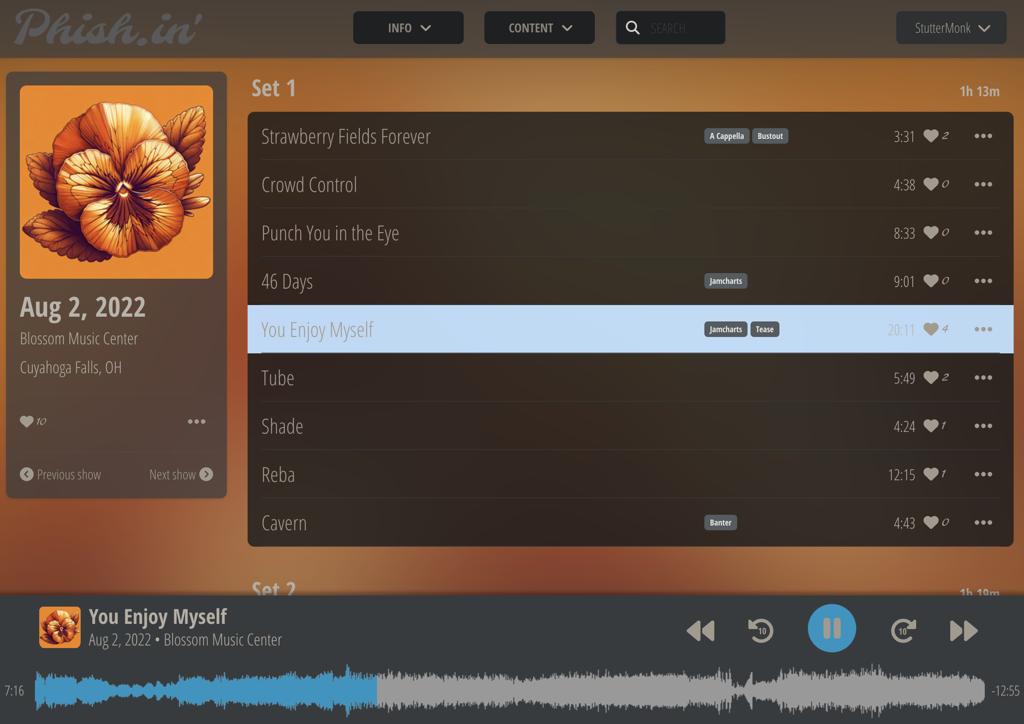 Phish.in'
INFO
CONTENT
SEARCH
StutterMonk
Aug 2, 2022
Blossom Music Center
Cuyahoga Falls, OH
10
Previous show
Next show
Set 1
1h 13m
Strawberry Fields Forever A Cappella Bustout 3:31 2
Crowd Control 4:38 0
Punch You in the Eye 8:33 0
46 Days Jamcharts 9:01 0
You Enjoy Myself Jamcharts Tease 20:11 4
Tube 5:49 2
Shade 4:24 1
Reba 12:15 1
Cavern Banter 4:43 0
Set 2
1h 19m
You Enjoy Myself
Aug 2, 2022 • Blossom Music Center
10
10
7:16
-12:55